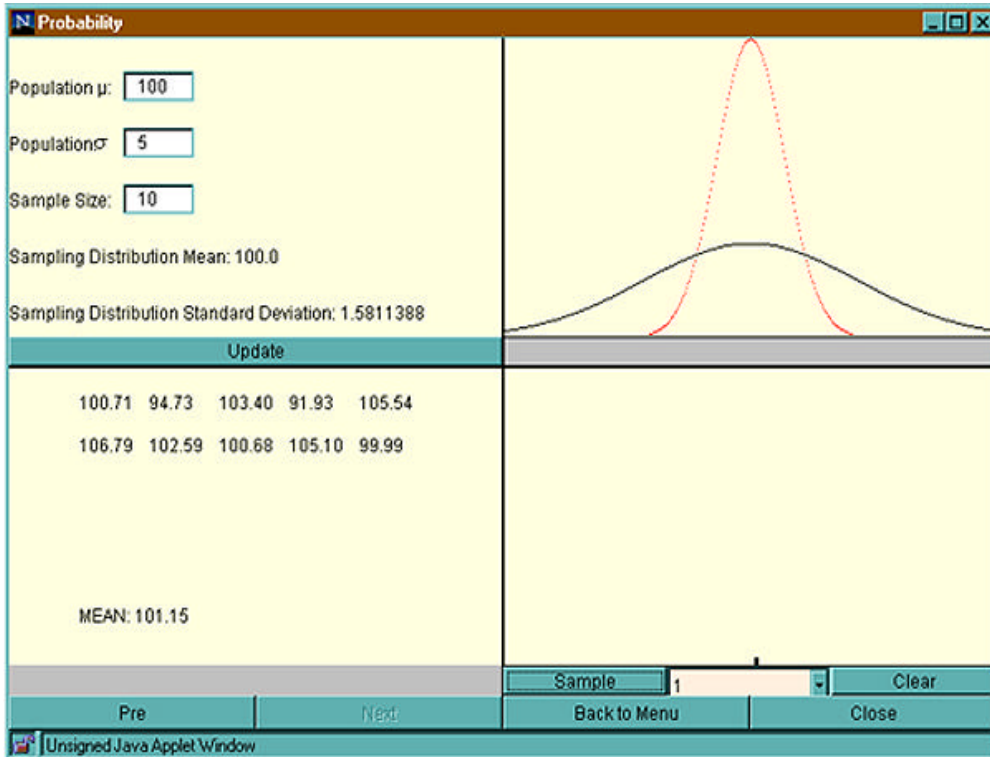 Probability
Population µ: 100
Populationσ 5
Sample Size: 10
Sampling Distribution Mean: 100.0
Sampling Distribution Standard Deviation: 1.5811388
Update
100.71 94.73 103.40 91.93 105.54
106.79 102.59 100.68 105.10 99.99
MEAN: 101.15
Sample 1 Clear
Pre Next Back to Menu Close
Unsigned Java Applet Window